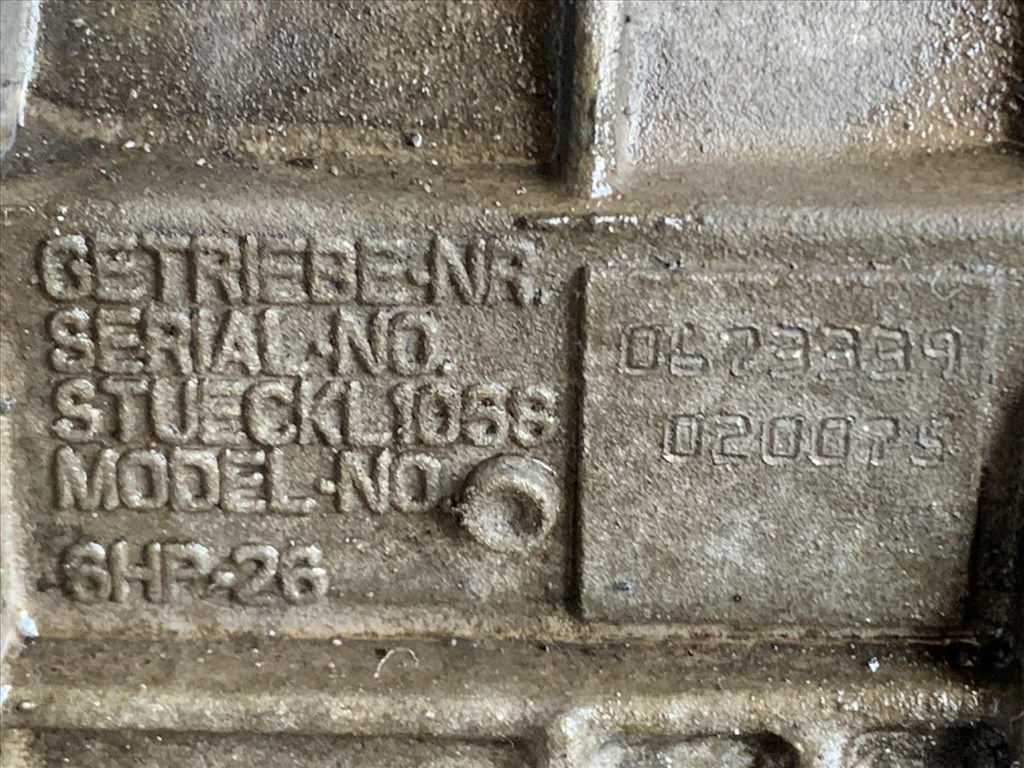 GETRIEBE-NR.
SERIAL-NO. 0673339
STUECKL.1068
MODEL-NO. 020075
6HP-26